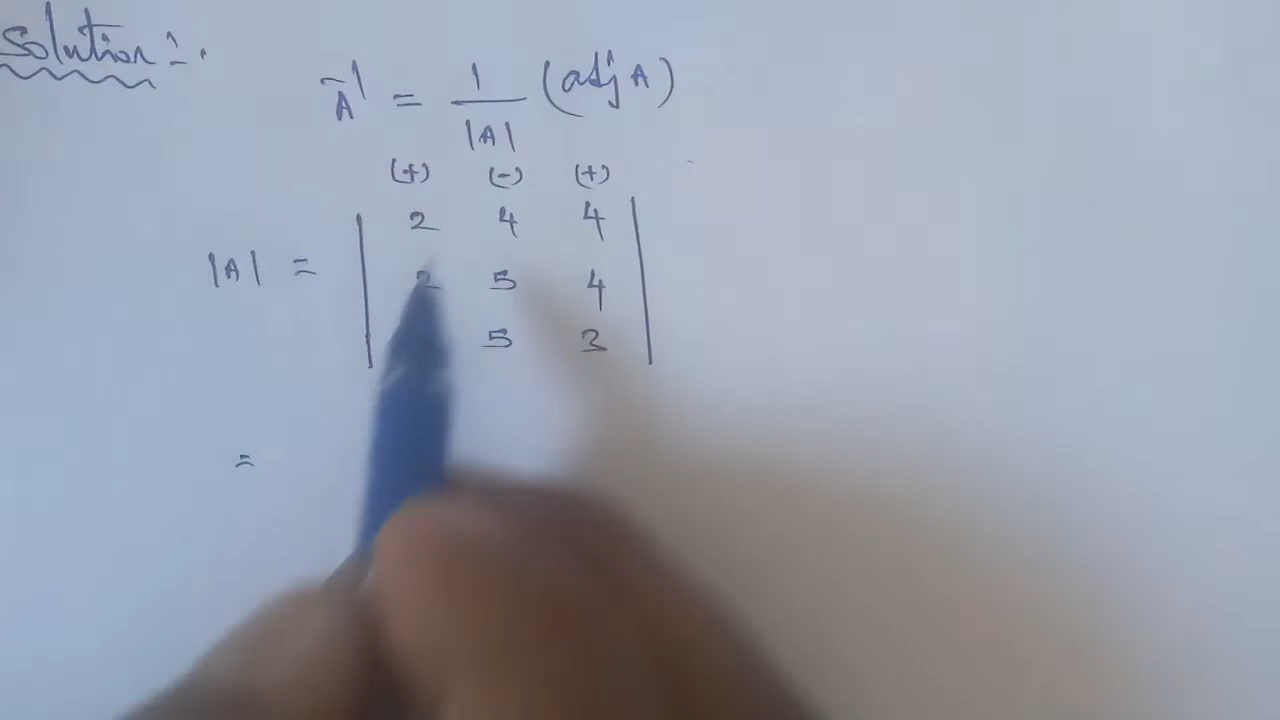 Solution :-
A⁻¹ = 1/|A| (adj A)
(+) (-) (+)
2 4 4
|A| = 2 5 4
5 3
=